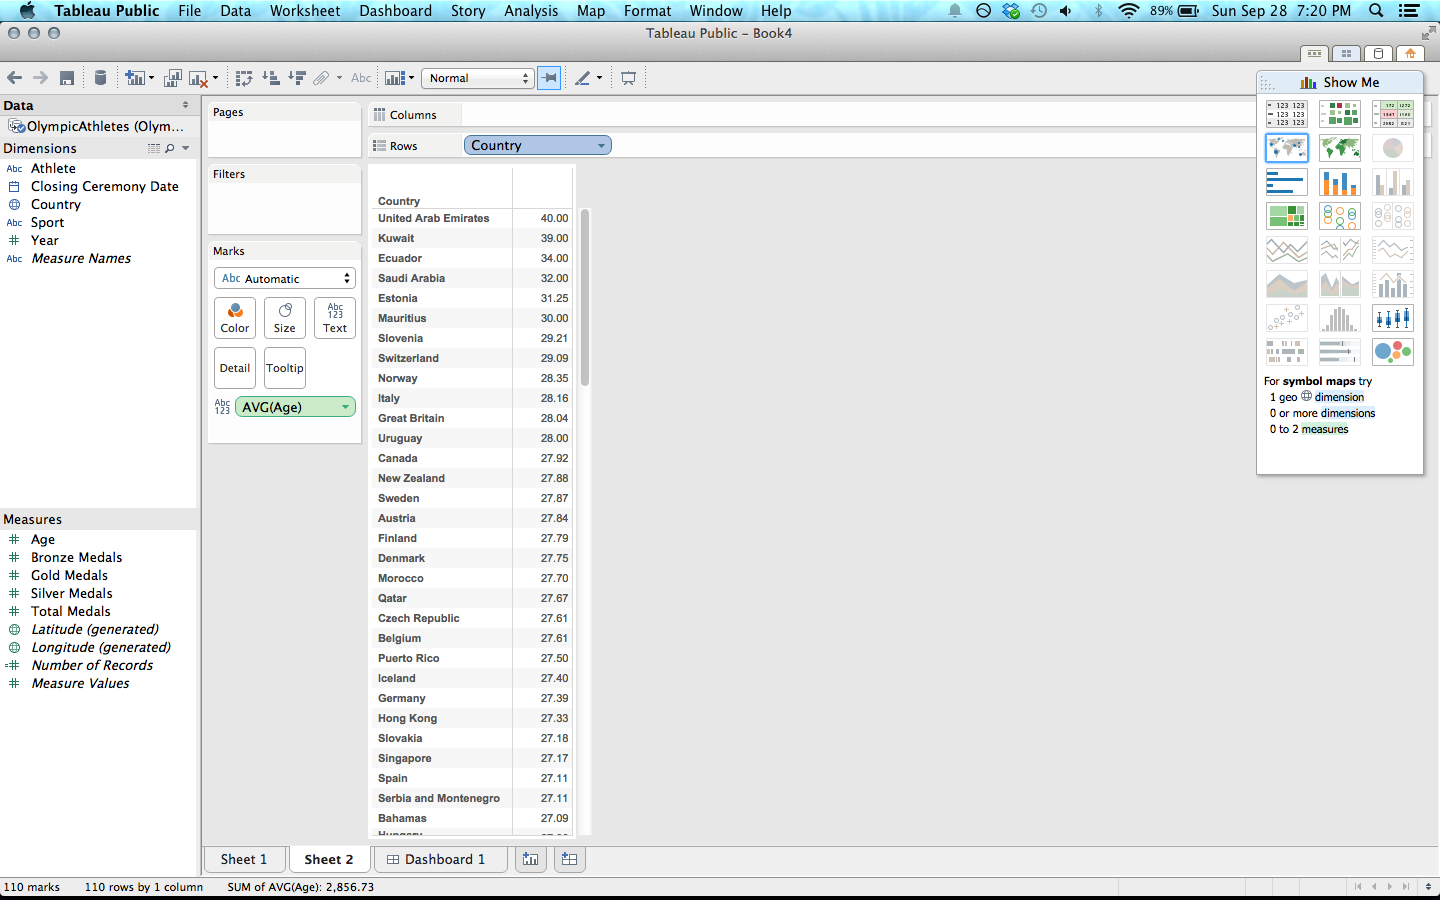 Tableau Public File Data Worksheet Dashboard Story Analysis Map Format Window Help 89% Sun Sep 28 7:20 PM
Tableau Public - Book4
Abc Normal
Show Me
Data
OlympicAthletes (Olym...
Dimensions
Abc Athlete
Closing Ceremony Date
Country
Abc Sport
Year
Abc Measure Names
Measures
Age
Bronze Medals
Gold Medals
Silver Medals
Total Medals
Latitude (generated)
Longitude (generated)
Number of Records
Measure Values
Pages
Filters
Marks
Abc Automatic
Color Size Abc 123 Text
Detail Tooltip
Abc 123 AVG(Age)
Columns
Rows Country
Country
United Arab Emirates 40.00
Kuwait 39.00
Ecuador 34.00
Saudi Arabia 32.00
Estonia 31.25
Mauritius 30.00
Slovenia 29.21
Switzerland 29.09
Norway 28.35
Italy 28.16
Great Britain 28.04
Uruguay 28.00
Canada 27.92
New Zealand 27.88
Sweden 27.87
Austria 27.84
Finland 27.79
Denmark 27.75
Morocco 27.70
Qatar 27.67
Czech Republic 27.61
Belgium 27.61
Puerto Rico 27.50
Iceland 27.40
Germany 27.39
Hong Kong 27.33
Slovakia 27.18
Singapore 27.17
Spain 27.11
Serbia and Montenegro 27.11
Bahamas 27.09
Hungary
123 123
123 123
123 123
For symbol maps try
1 geo dimension
0 or more dimensions
0 to 2 measures
Sheet 1 Sheet 2 Dashboard 1
110 marks 110 rows by 1 column SUM of AVG(Age): 2,856.73